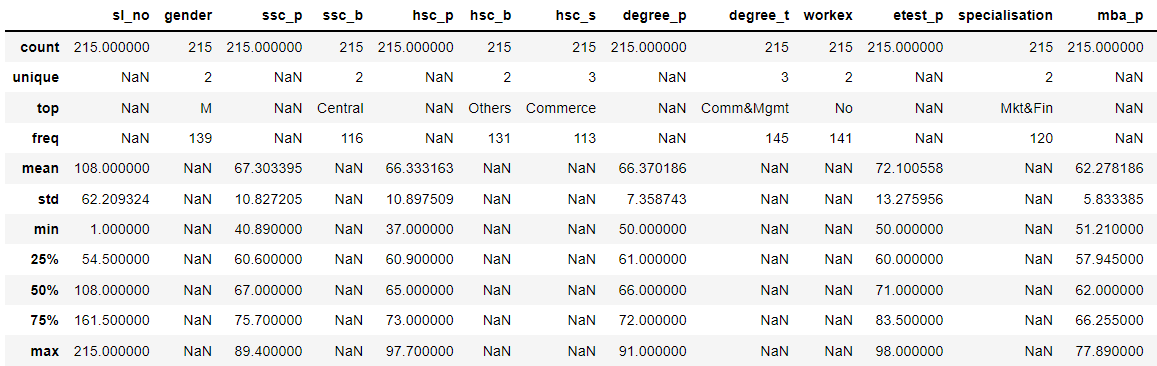 sl_no gender ssc_p ssc_b hsc_p hsc_b hsc_s degree_p degree_t workex etest_p specialisation mba_p
count 215.000000 215 215.000000 215 215.000000 215 215 215.000000 215 215 215.000000 215 215.000000
unique NaN 2 NaN 2 NaN 2 3 NaN 3 2 NaN 2 NaN
top NaN M NaN Central NaN Others Commerce NaN Comm&Mgmt No NaN Mkt&Fin NaN
freq NaN 139 NaN 116 NaN 131 113 NaN 145 141 NaN 120 NaN
mean 108.000000 NaN 67.303395 NaN 66.333163 NaN NaN 66.370186 NaN NaN 72.100558 NaN 62.278186
std 62.209324 NaN 10.827205 NaN 10.897509 NaN NaN 7.358743 NaN NaN 13.275956 NaN 5.833385
min 1.000000 NaN 40.890000 NaN 37.000000 NaN NaN 50.000000 NaN NaN 50.000000 NaN 51.210000
25% 54.500000 NaN 60.600000 NaN 60.900000 NaN NaN 61.000000 NaN NaN 60.000000 NaN 57.945000
50% 108.000000 NaN 67.000000 NaN 65.000000 NaN NaN 66.000000 NaN NaN 71.000000 NaN 62.000000
75% 161.500000 NaN 75.700000 NaN 73.000000 NaN NaN 72.000000 NaN NaN 83.500000 NaN 66.255000
max 215.000000 NaN 89.400000 NaN 97.700000 NaN NaN 91.000000 NaN NaN 98.000000 NaN 77.890000